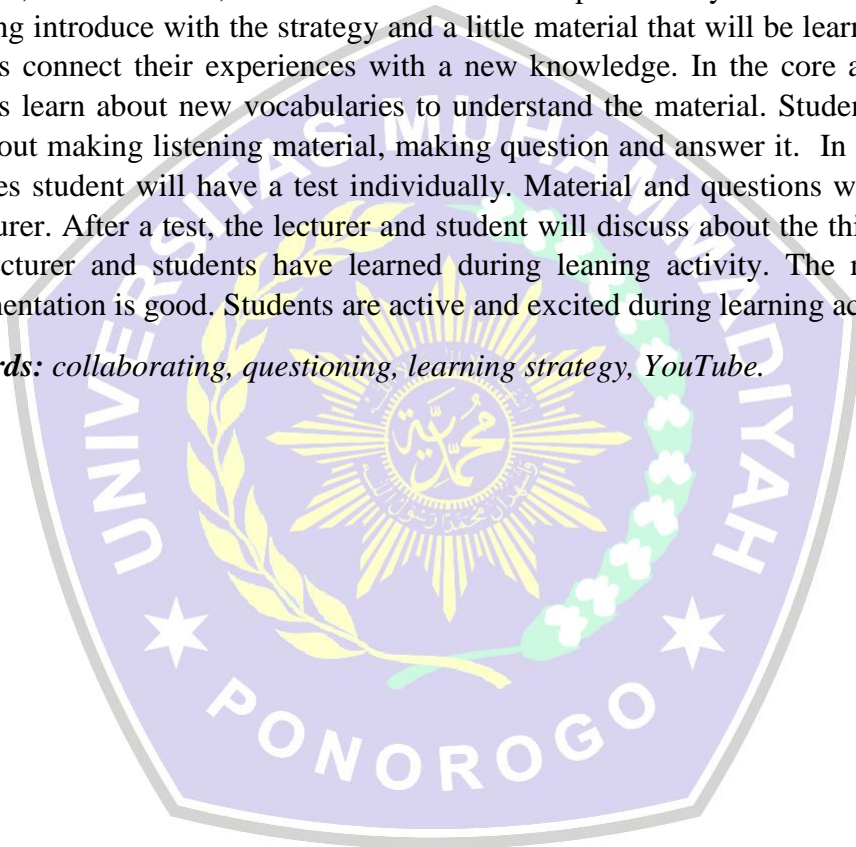 ng introduce with the strategy and a little material that will be learn
s connect their experiences with a new knowledge. In the core a
s learn about new vocabularies to understand the material. Studen
out making listening material, making question and answer it. In
es student will have a test individually. Material and questions w
urer. After a test, the lecturer and student will discuss about the thi
ecturer and students have learned during leaning activity. The
entation is good. Students are active and excited during learning ac
rds: collaborating, questioning, learning strategy, YouTube.
UNIVERSITAS MUHAMMADIYAH
محمدية
PONOROGO